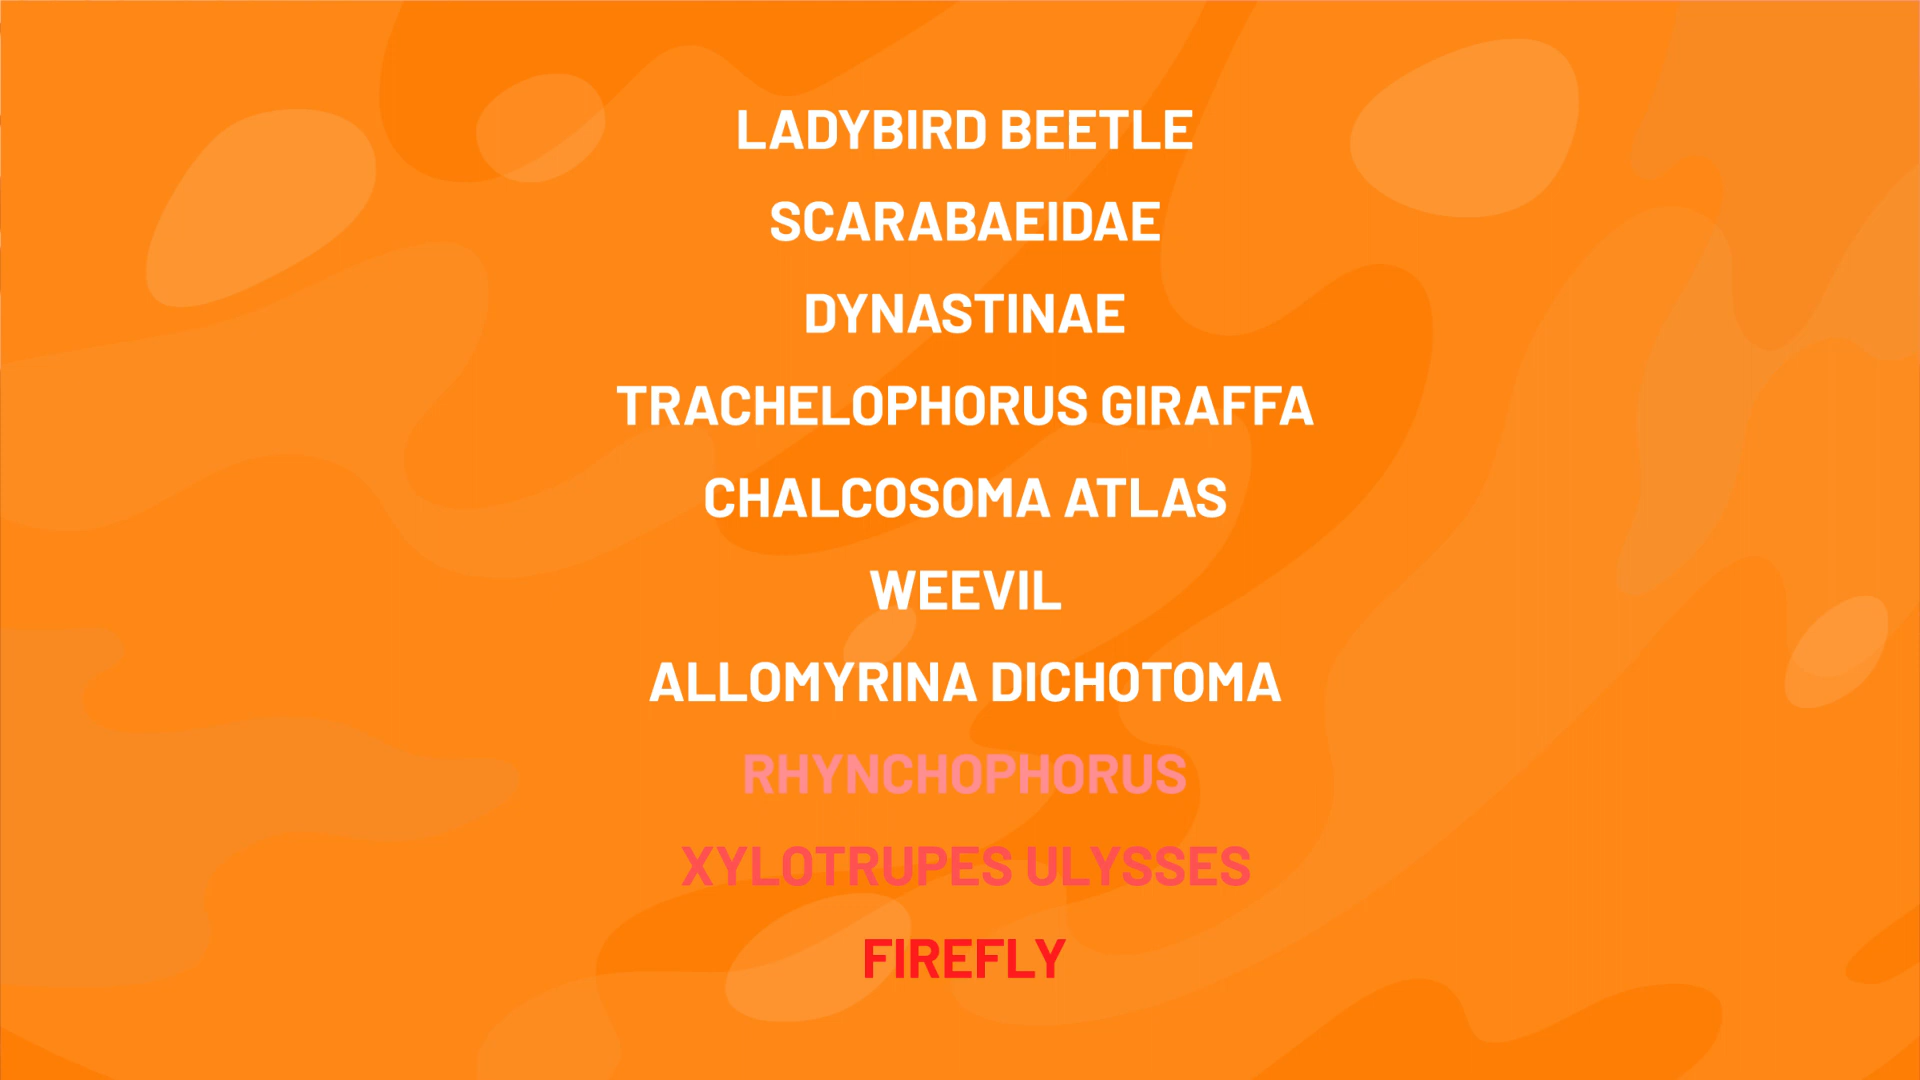 LADYBIRD BEETLE
SCARABAEIDAE
DYNASTINAE
TRACHELOPHORUS GIRAFFA
CHALCOSOMA ATLAS
WEEVIL
ALLOMYRINA DICHOTOMA
RHYNCHOPHORUS
XYLOTRUPES ULYSSES
FIREFLY